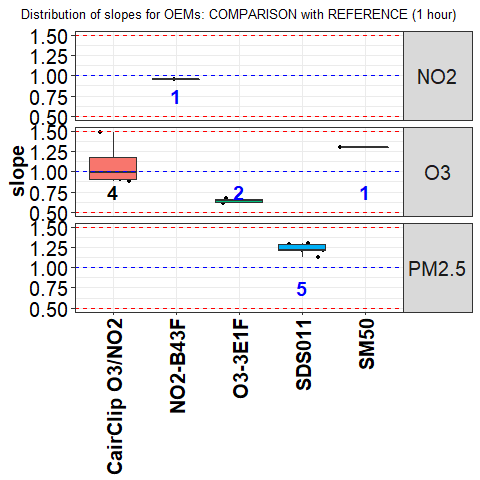 Distribution of slopes for OEMs: COMPARISON with REFERENCE (1 hour)
slope
1.50
1.25
1.00
0.75
0.50
1
NO2
1.50
1.25
1.00
0.75
0.50
4
2
1
O3
1.50
1.25
1.00
0.75
0.50
5
PM2.5
CairClip O3/NO2
NO2-B43F
O3-3E1F
SDS011
SM50